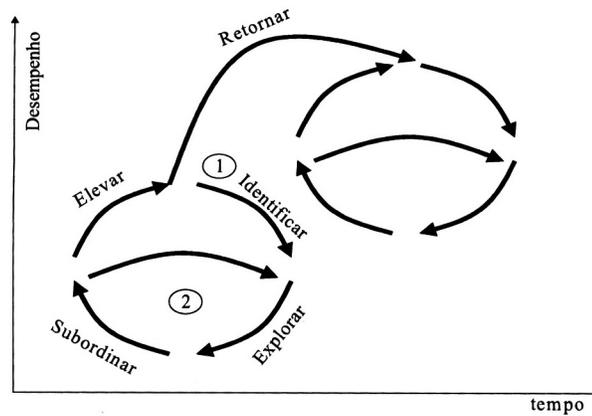 Retornar
Desempenho
Elevar
1
Identificar
2
Subordinar
Explorar
tempo